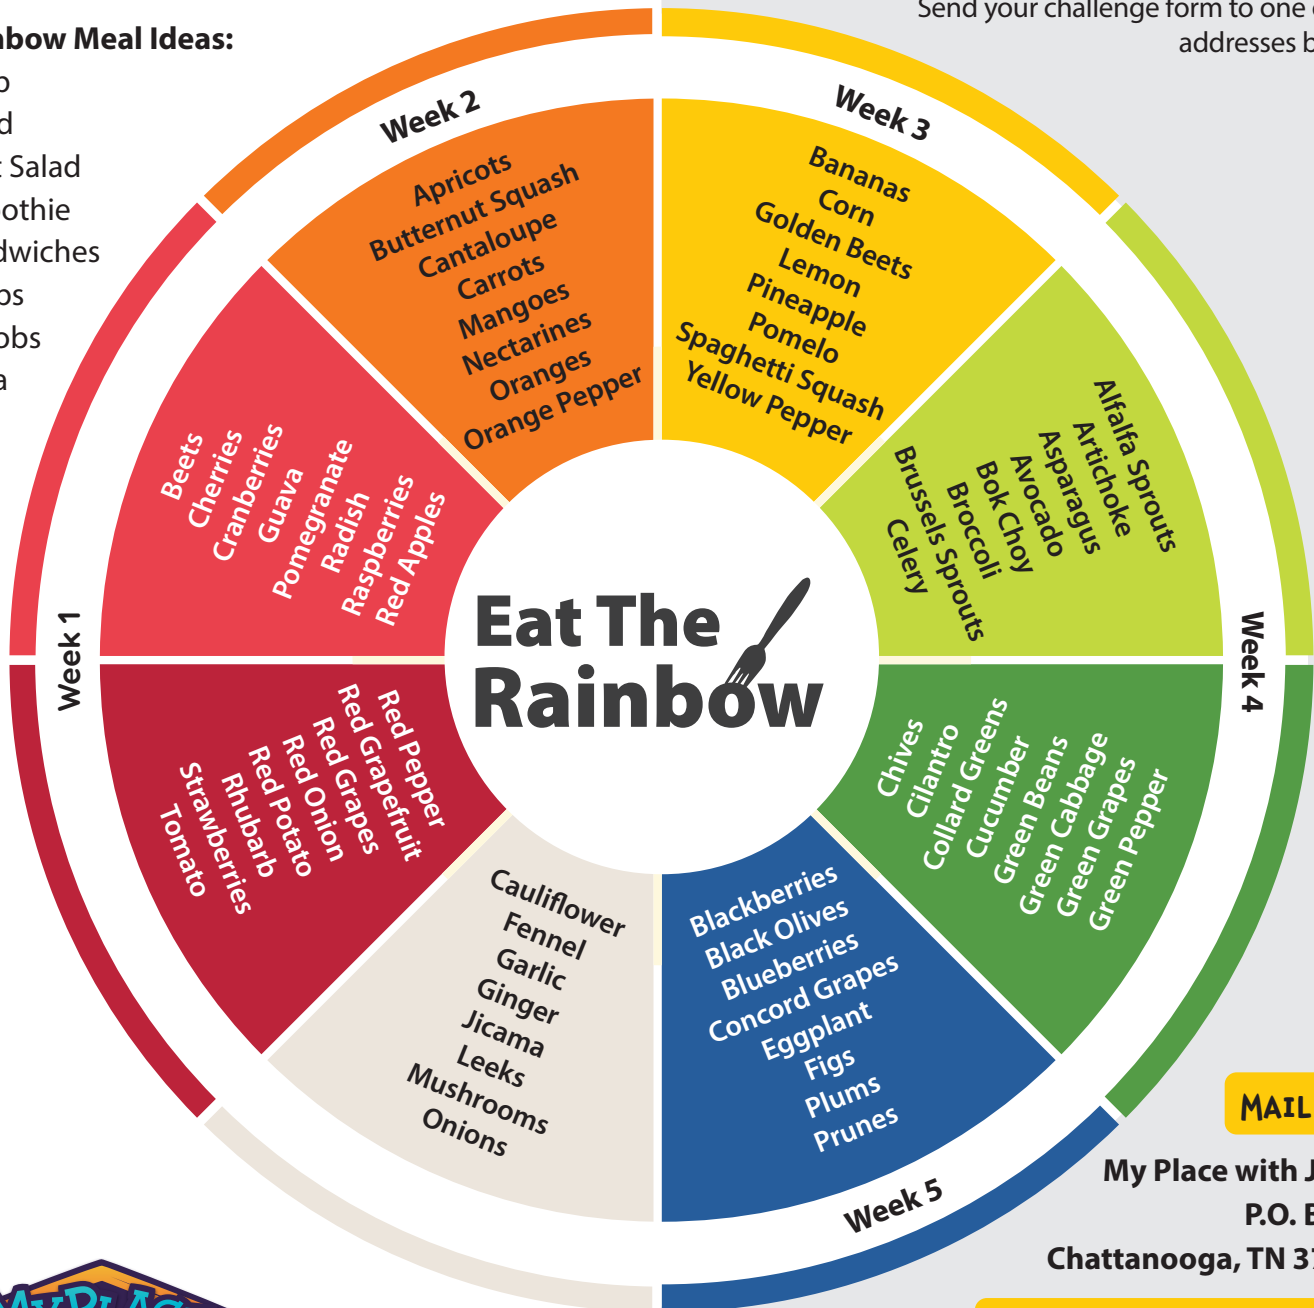 bow Meal Ideas:
Salad
Send your challenge form to one
addresses
Week 1
Beets
Cherries
Cranberries
Guava
Pomegranate
Radish
Raspberries
Red Apples
Red Pepper
Red Grapefruit
Red Grapes
Red Onion
Red Potato
Rhubarb
Strawberries
Tomato
Week 2
Apricots
Butternut Squash
Cantaloupe
Carrots
Mangoes
Nectarines
Oranges
Orange Pepper
Week 3
Bananas
Corn
Golden Beets
Lemon
Pineapple
Pomelo
Spaghetti Squash
Yellow Pepper
Week 4
Alfalfa Sprouts
Artichoke
Asparagus
Avocado
Bok Choy
Broccoli
Brussels Sprouts
Celery
Chives
Cilantro
Collard Greens
Cucumber
Green Beans
Green Cabbage
Green Grapes
Green Pepper
Week 5
Blackberries
Black Olives
Blueberries
Concord Grapes
Eggplant
Figs
Plums
Prunes
Cauliflower
Fennel
Garlic
Ginger
Jicama
Leeks
Mushrooms
Onions
Eat The
Rainbow
MAIL
My Place with J
P.O.
Chattanooga, TN 37